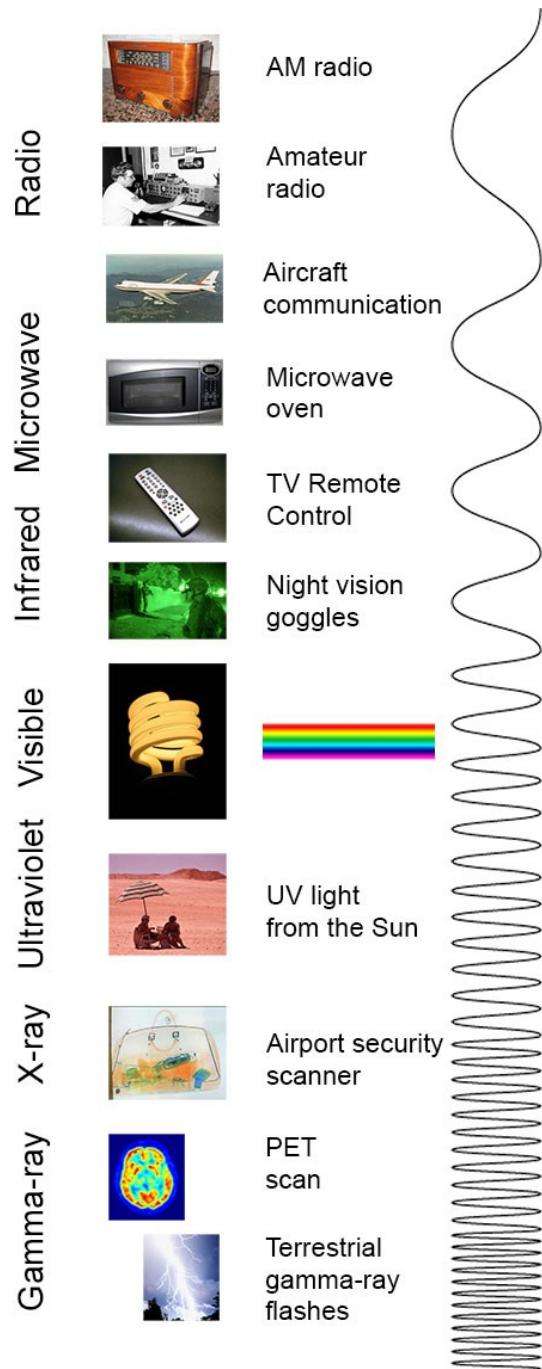 Radio
AM radio
Amateur
radio
Aircraft
communication
Microwave
Microwave
oven
Infrared
TV Remote
Control
Night vision
goggles
Visible
Ultraviolet
UV light
from the Sun
X-ray
Airport security
scanner
Gamma-ray
PET
scan
Terrestrial
gamma-ray
flashes